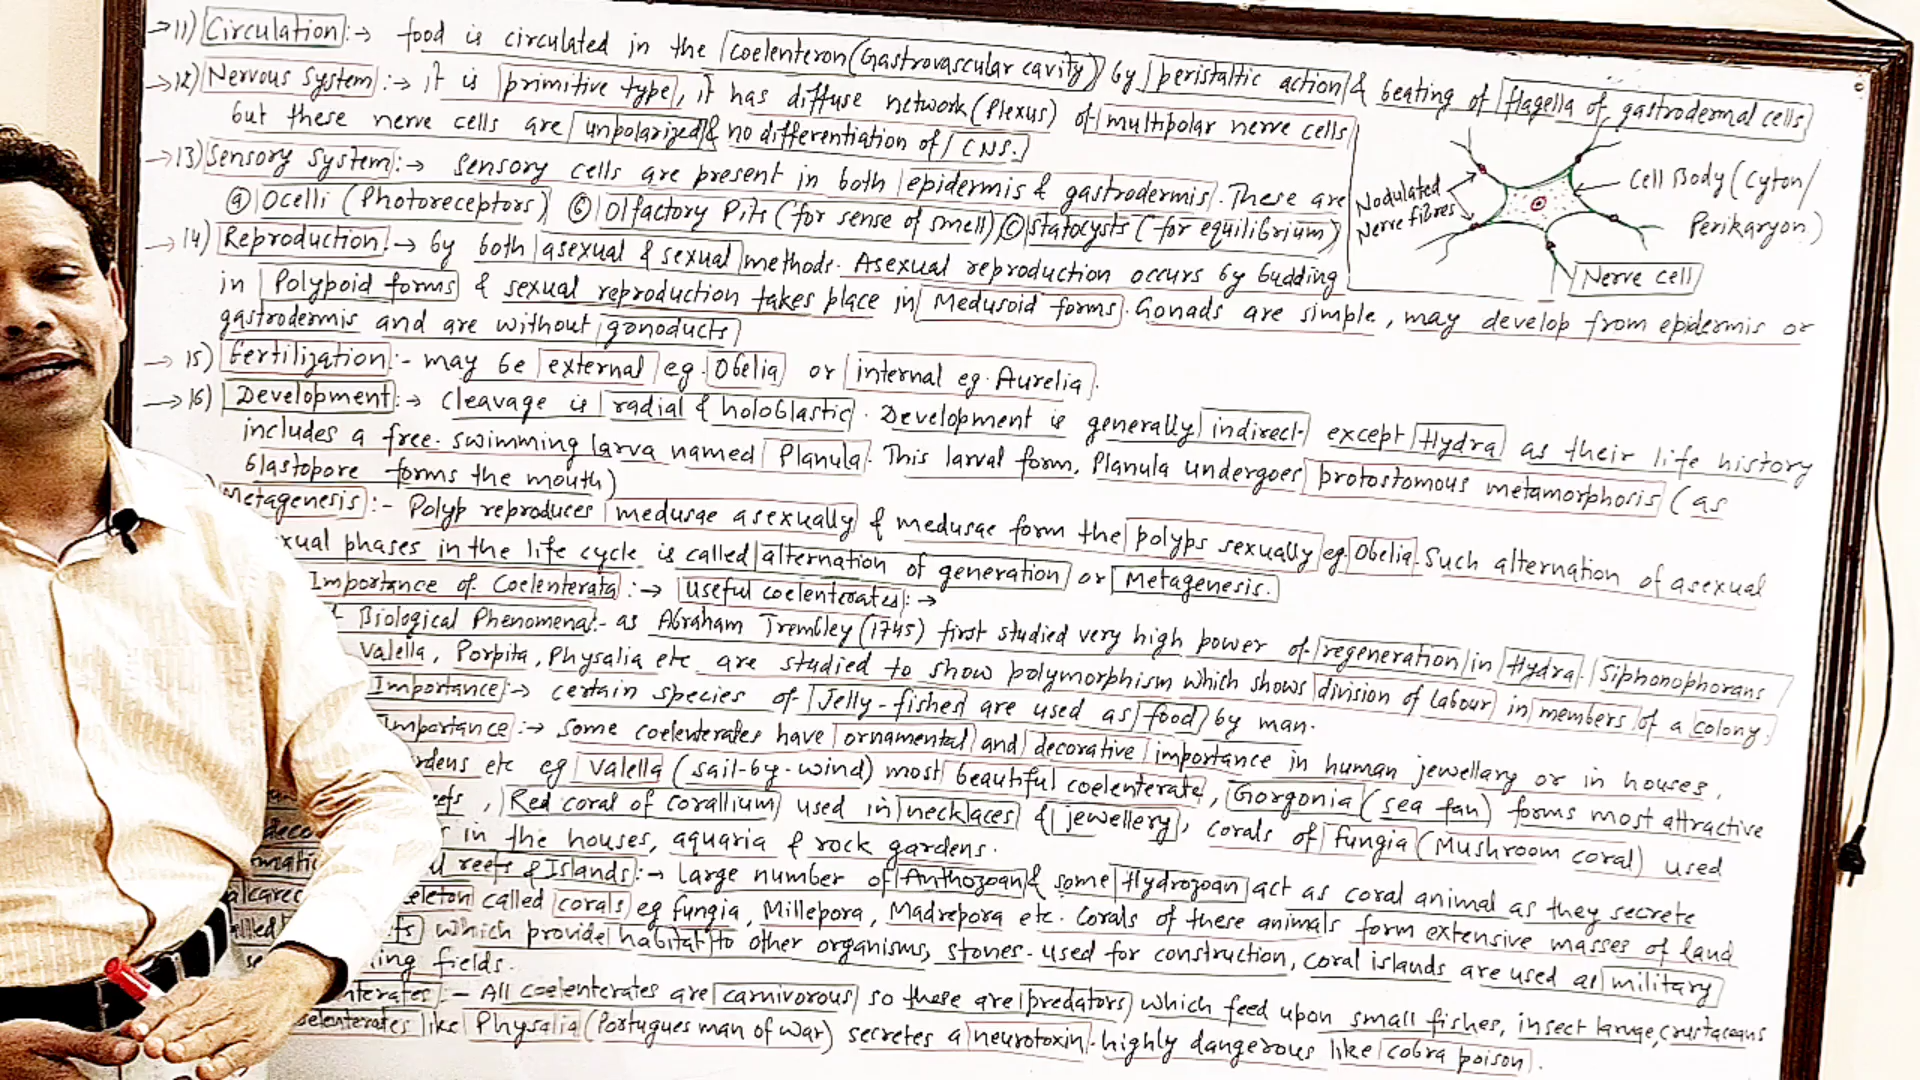 →11) Circulation :→ food is circulated in the coelenteron (Gastrovascular cavity) by peristaltic action & beating of flagella of gastrodermal cells
→12) Nervous System :→ it is primitive type, it has diffuse network (Plexus) of multipolar nerve cells
but these nerve cells are unpolarized & no differentiation of CNS.
→13) Sensory System :→ Sensory cells are present in both epidermis & gastrodermis. These are
ⓐ Ocelli (Photoreceptors) ⓑ Olfactory Pits (for sense of smell) ⓒ statocysts (for equilibrium)
Nodulated
Nerve fibres
Cell Body (Cyton/
Perikaryon)
Nerve cell
→ 14) Reproduction :→ by both asexual & sexual methods. Asexual reproduction occurs by budding
in Polypoid forms & sexual reproduction takes place in Medusoid forms. Gonads are simple, may develop from epidermis or
gastrodermis and are without gonoducts
→ 15) Fertilization :- may be external eg. Obelia or internal eg. Aurelia.
→ 16) Development :→ cleavage is radial & holoblastic. Development is generally indirect except Hydra as their life history
includes a free-swimming larva named Planula. This larval form, Planula undergoes protostomous metamorphosis (as
blastopore forms the mouth)
Metagenesis :- Polyp reproduces medusae asexually & medusae form the polyps sexually eg. Obelia. Such alternation of asexual
xual phases in the life cycle is called alternation of generation or Metagenesis.
Importance of Coelenterata :→ useful coelenterates :→
Biological Phenomena :- as Abraham Trembley (1745) first studied very high power of regeneration in Hydra. Siphonophorans
Valella, Porpita, Physalia etc are studied to show polymorphism which shows division of labour in members of a colony.
Importance :→ certain species of Jelly-fishes are used as food by man.
Importance :→ some coelenterates have ornamental and decorative importance in human jewellary or in houses,
rdens etc eg Valella (sail-by-wind) most beautiful coelenterate, Gorgonia (sea fan) forms most attractive
eefs, Red coral of corallium used in necklaces & jewellery, corals of fungia (Mushroom coral) used
in the houses, aquaria & rock gardens.
reefs & Islands :→ Large number of Anthozoan & some Hydrozoan act as coral animal as they secrete
eleton called corals eg fungia, Millepora, Madrepora etc. Corals of these animals form extensive masses of land
which provide habitat to other organisms, stones used for construction, coral islands are used as military
ing fields.
nterates :- All coelenterates are carnivorous so these are predators which feed upon small fishes, insect larvae, crustaceans
oelenterates like Physalia (Portugues man of war) secretes a neurotoxin highly dangerous like cobra poison.